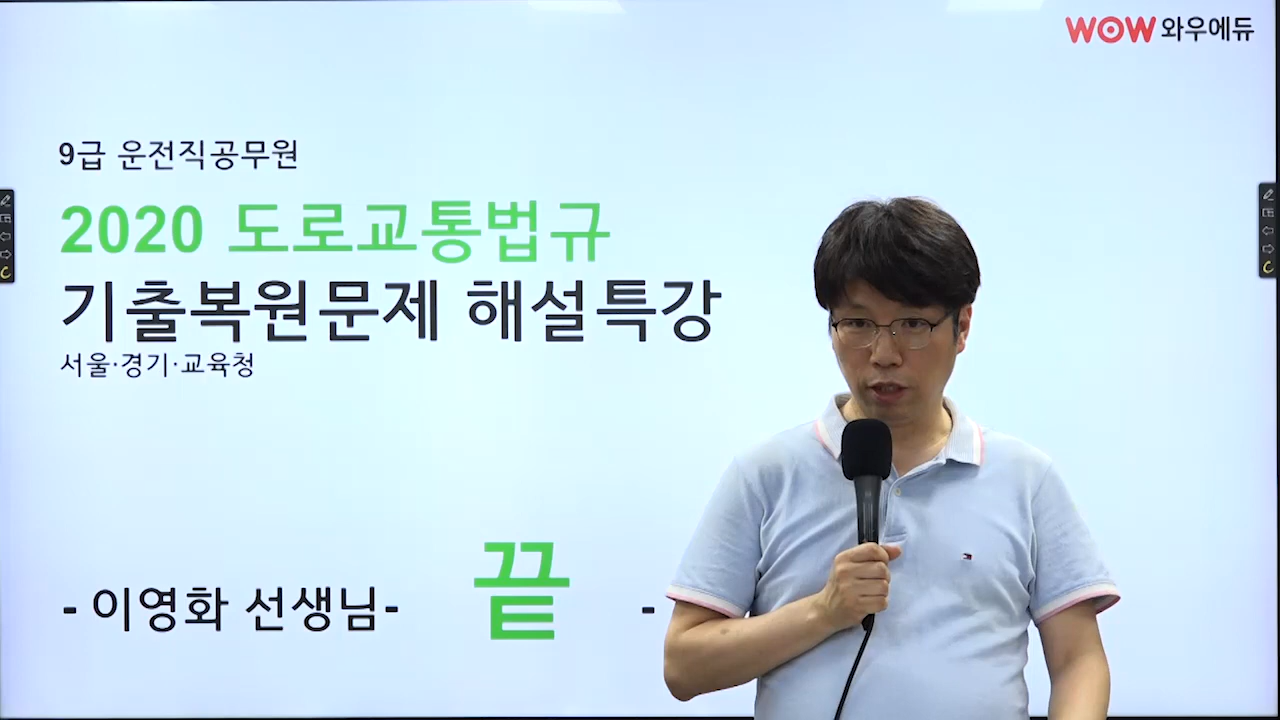 WOW 와우에듀
9급 운전직공무원
2020 도로교통법규
기출복원문제 해설특강
서울·경기·교육청
- 이영화 선생님-
끝
-